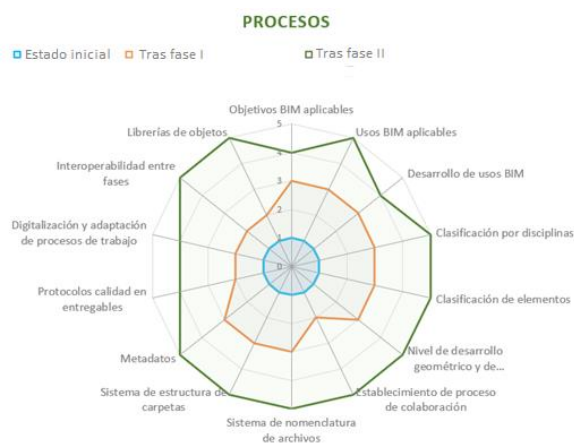 PROCESOS
Estado inicial Tras fase I Tras fase II
Objetivos BIM aplicables
Librerías de objetos
Usos BIM aplicables
Interoperabilidad entre
fases
Desarrollo de usos BIM
Digitalización y adaptación
de procesos de trabajo
Clasificación por disciplinas
Protocolos calidad en
entregables
Clasificación de elementos
Metadatos
Nivel de desarrollo
geométrico y de...
Sistema de estructura de
carpetas
Establecimiento de proceso
de colaboración
Sistema de nomenclatura
de archivos
5
4
3
2
1
0